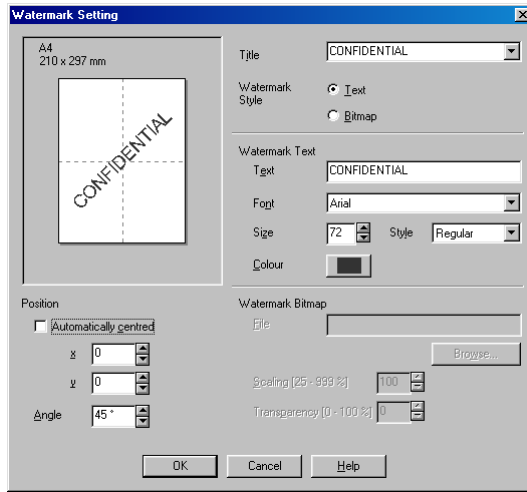 Watermark Setting
A4
210 x 297 mm
CONFIDENTIAL
Title CONFIDENTIAL
Watermark
Style
Text
Bitmap
Watermark Text
Text CONFIDENTIAL
Font Arial
Size 72 Style Regular
Colour
Position
Automatically centred
x 0
y 0
Angle 45 °
Watermark Bitmap
File
Browse...
Scaling [25 - 999 %] 100
Transparency [0 - 100 %] 0
OK Cancel Help